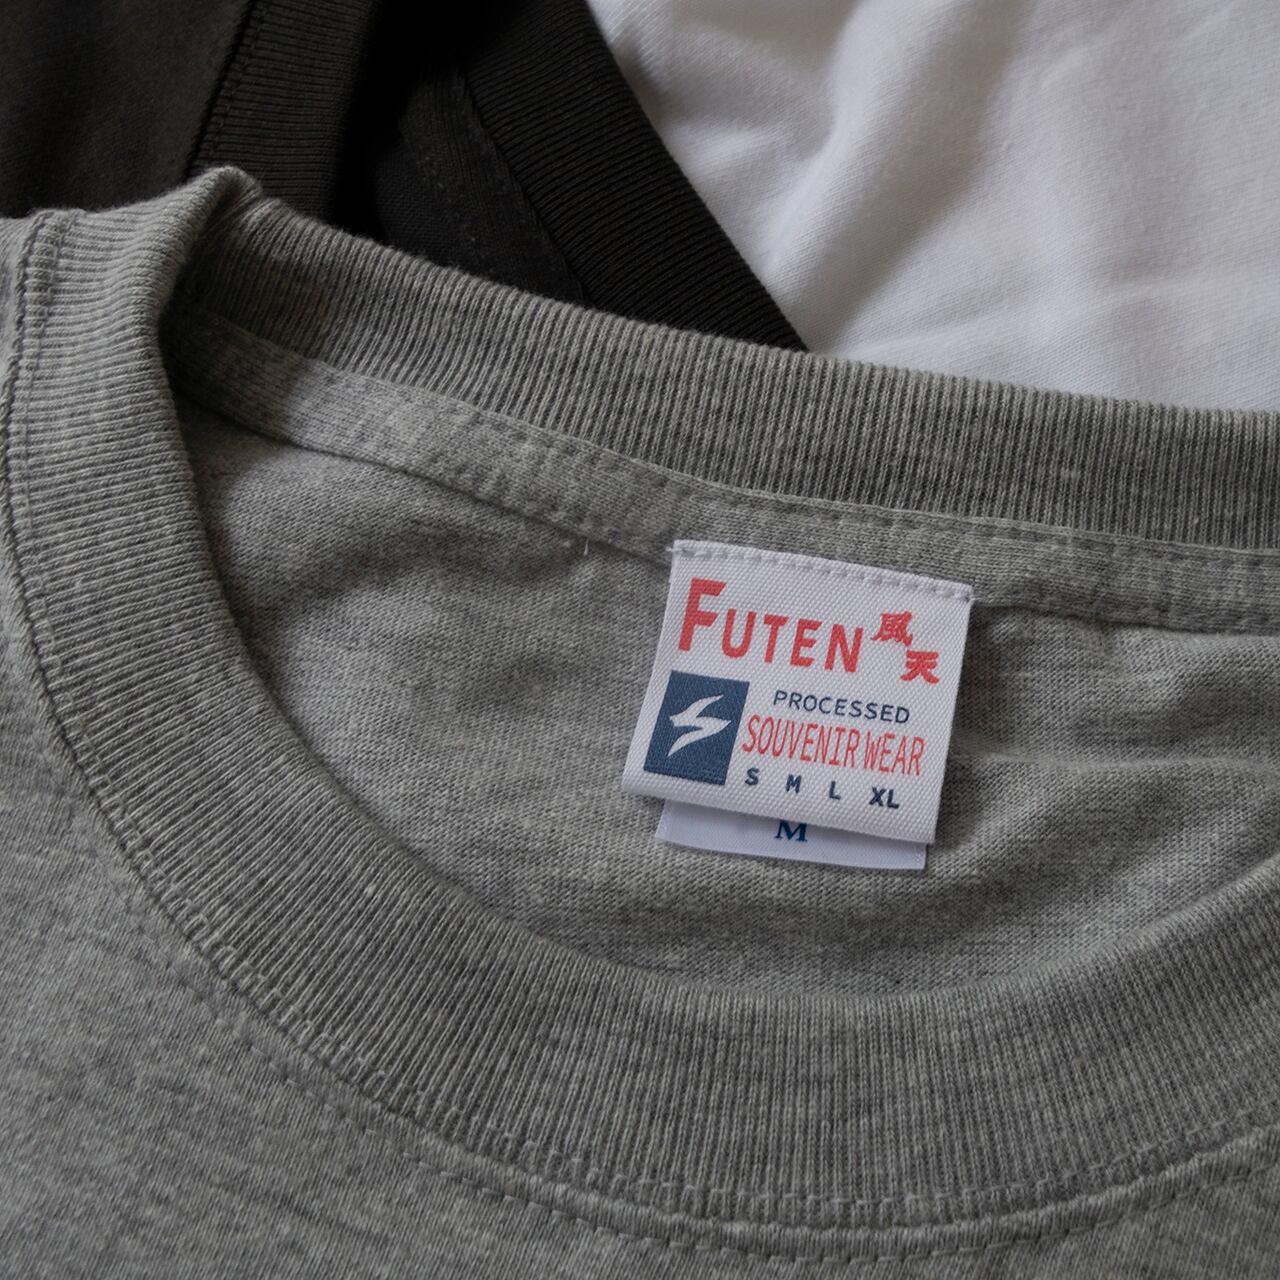 FUTEN 風天
PROCESSED
SOUVENIR WEAR
S M L XL
M